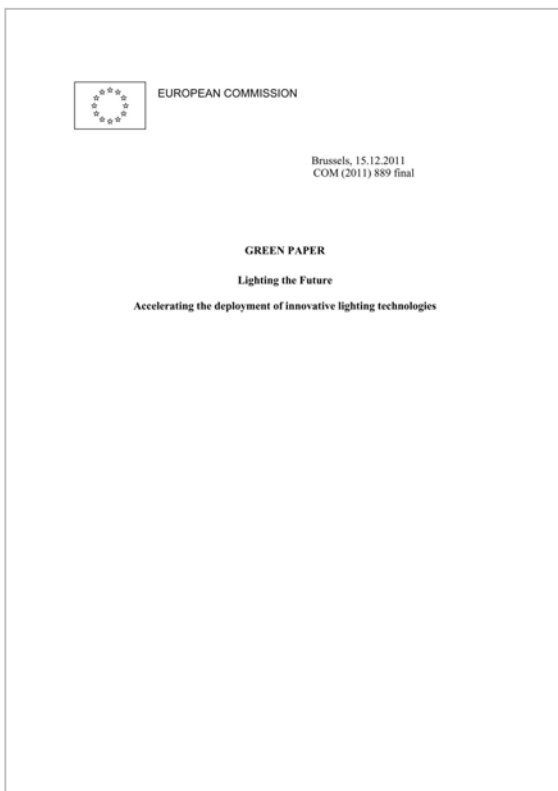 EUROPEAN COMMISSION
Brussels, 15.12.2011
COM (2011) 889 final
GREEN PAPER
Lighting the Future
Accelerating the deployment of innovative lighting technologies